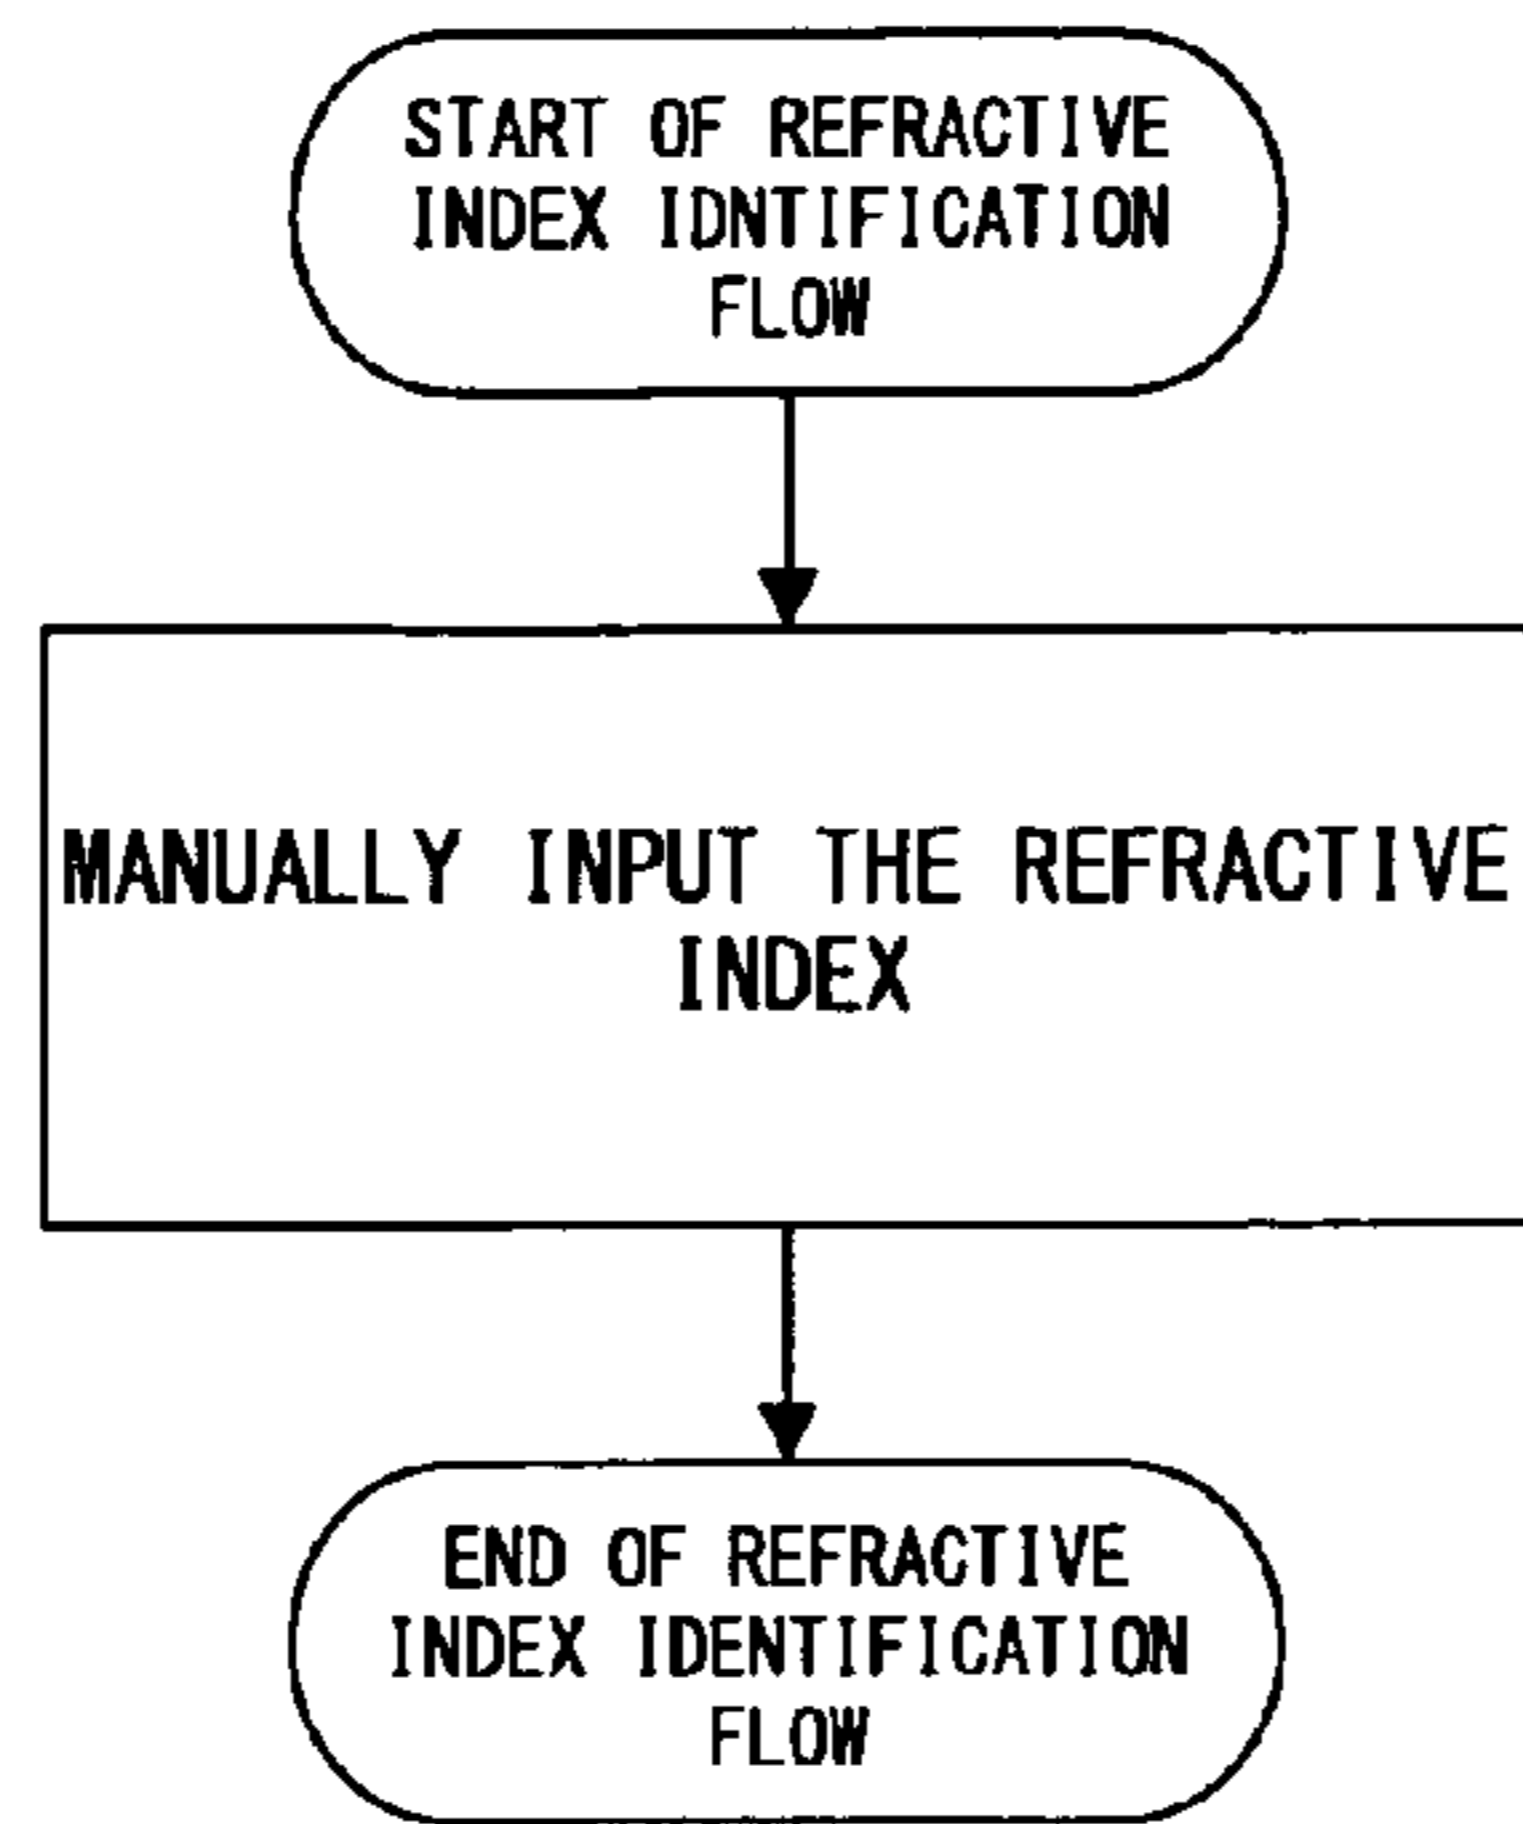 START OF REFRACTIVE
INDEX IDNTIFICATION
FLOW
MANUALLY INPUT THE REFRACTIVE
INDEX
END OF REFRACTIVE
INDEX IDENTIFICATION
FLOW